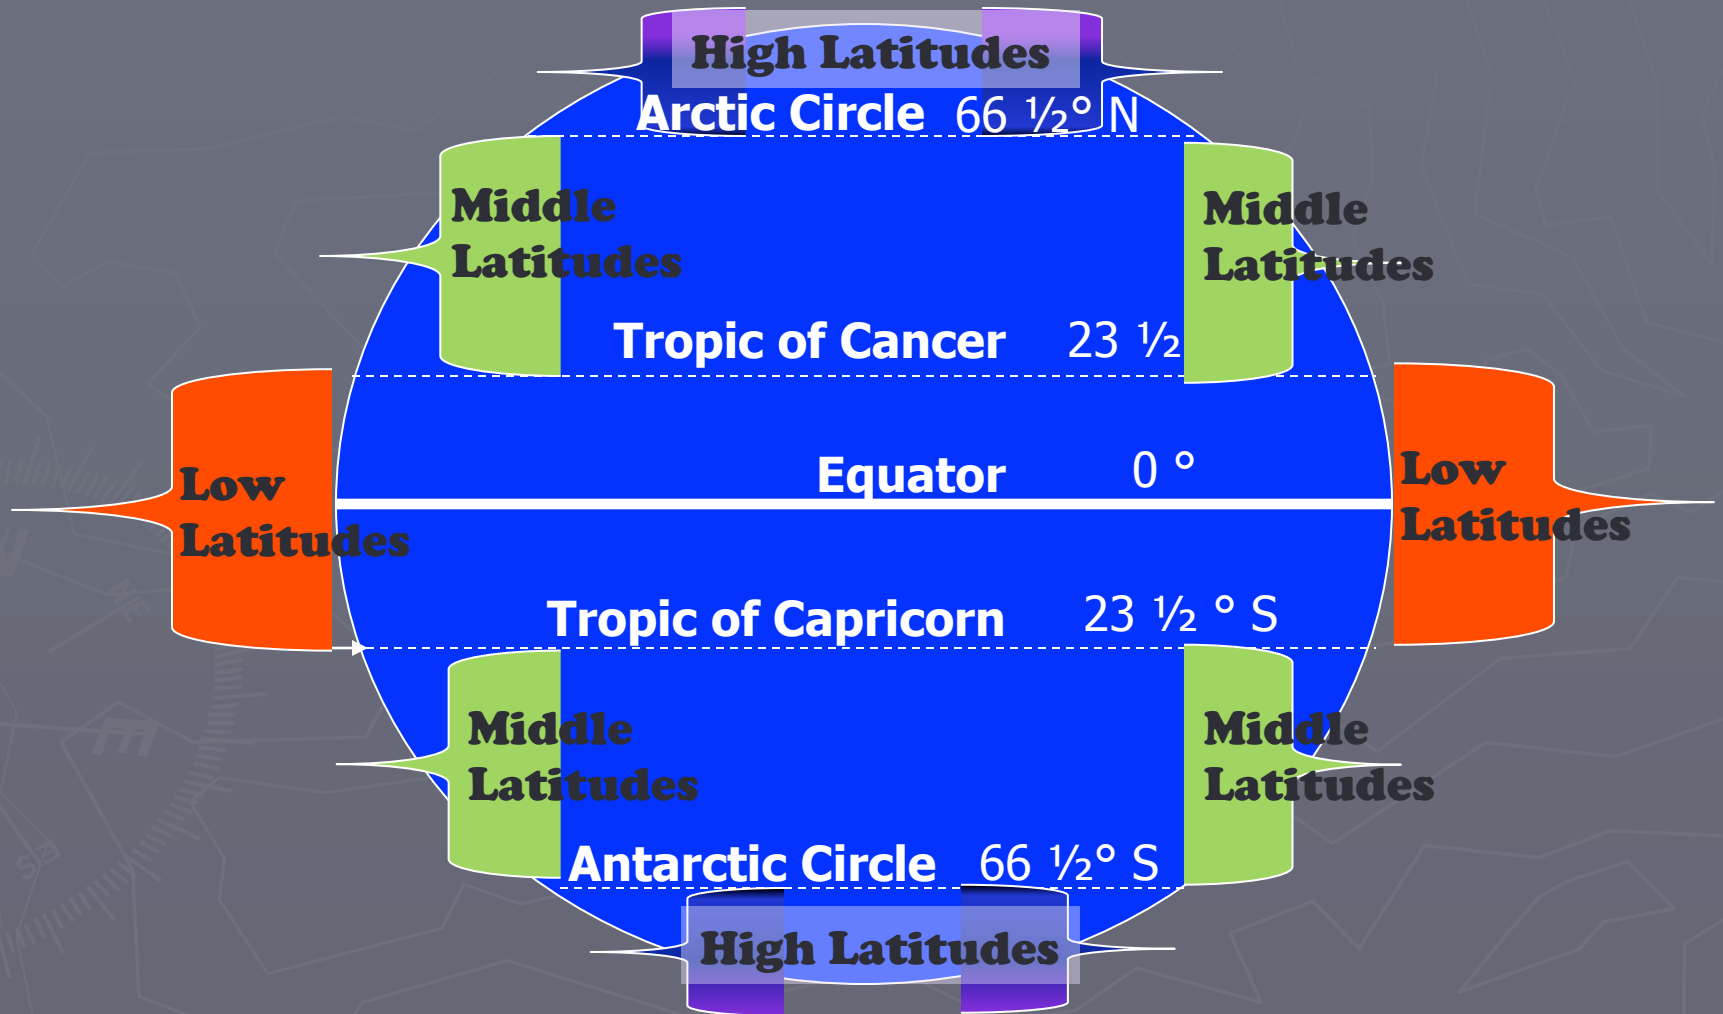 High Latitudes
Arctic Circle 66 ½° N
Middle
Latitudes
Middle
Latitudes
Tropic of Cancer 23 ½
Equator 0 °
Low
Latitudes
Low
Latitudes
Tropic of Capricorn 23 ½ ° S
Middle
Latitudes
Middle
Latitudes
Antarctic Circle 66 ½° S
High Latitudes
E
SE